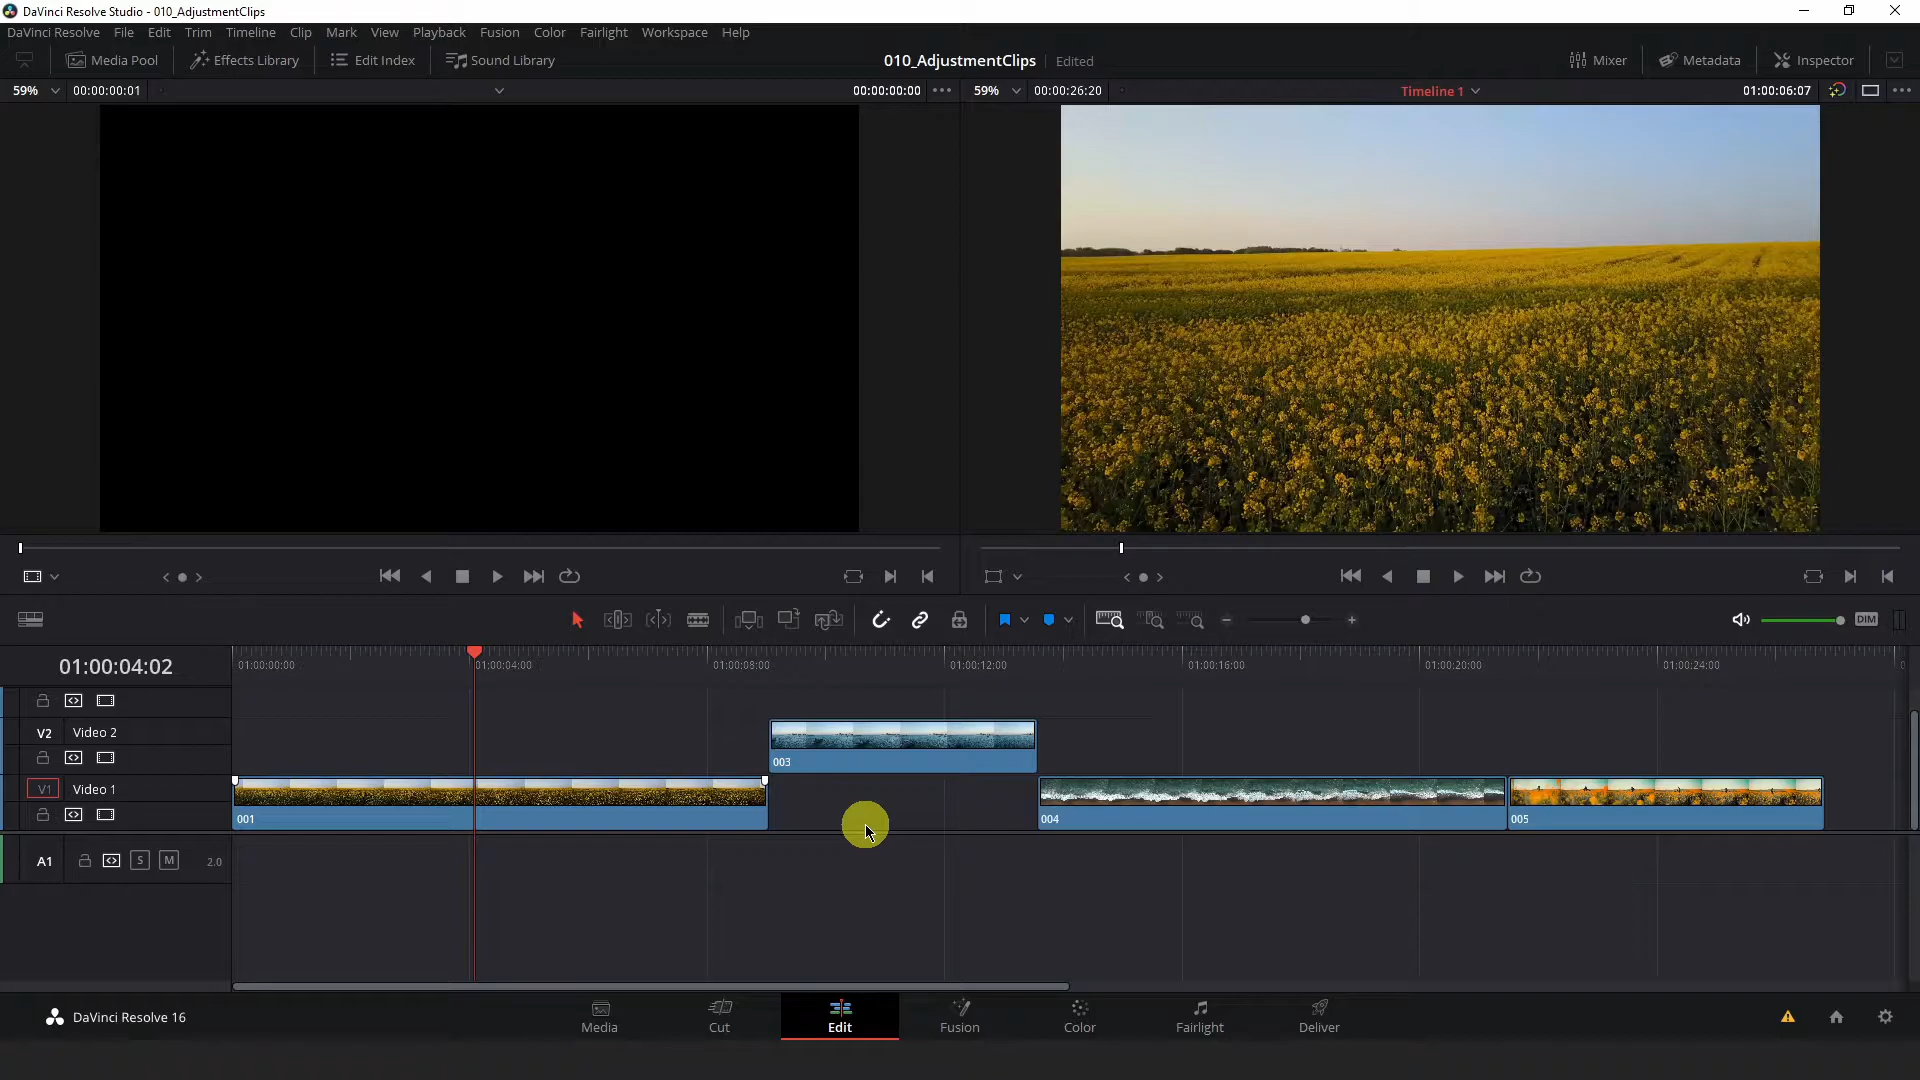 DaVinci Resolve Studio - 010_AdjustmentClips
DaVinci Resolve File Edit Trim Timeline Clip Mark View Playback Fusion Color Fairlight Workspace Help
Media Pool Effects Library Edit Index Sound Library 010_AdjustmentClips Edited Mixer Metadata Inspector
59% 00:00:00:01 00:00:00:00 59% 00:00:26:20 Timeline 1 01:00:06:07
DIM
01:00:04:02 01:00:00:00 01:00:04:00 01:00:08:00 01:00:12:00 01:00:16:00 01:00:20:00 01:00:24:00
V2 Video 2
003
V1 Video 1
001 004 005
A1 S M 2.0
DaVinci Resolve 16 Media Cut Edit Fusion Color Fairlight Deliver